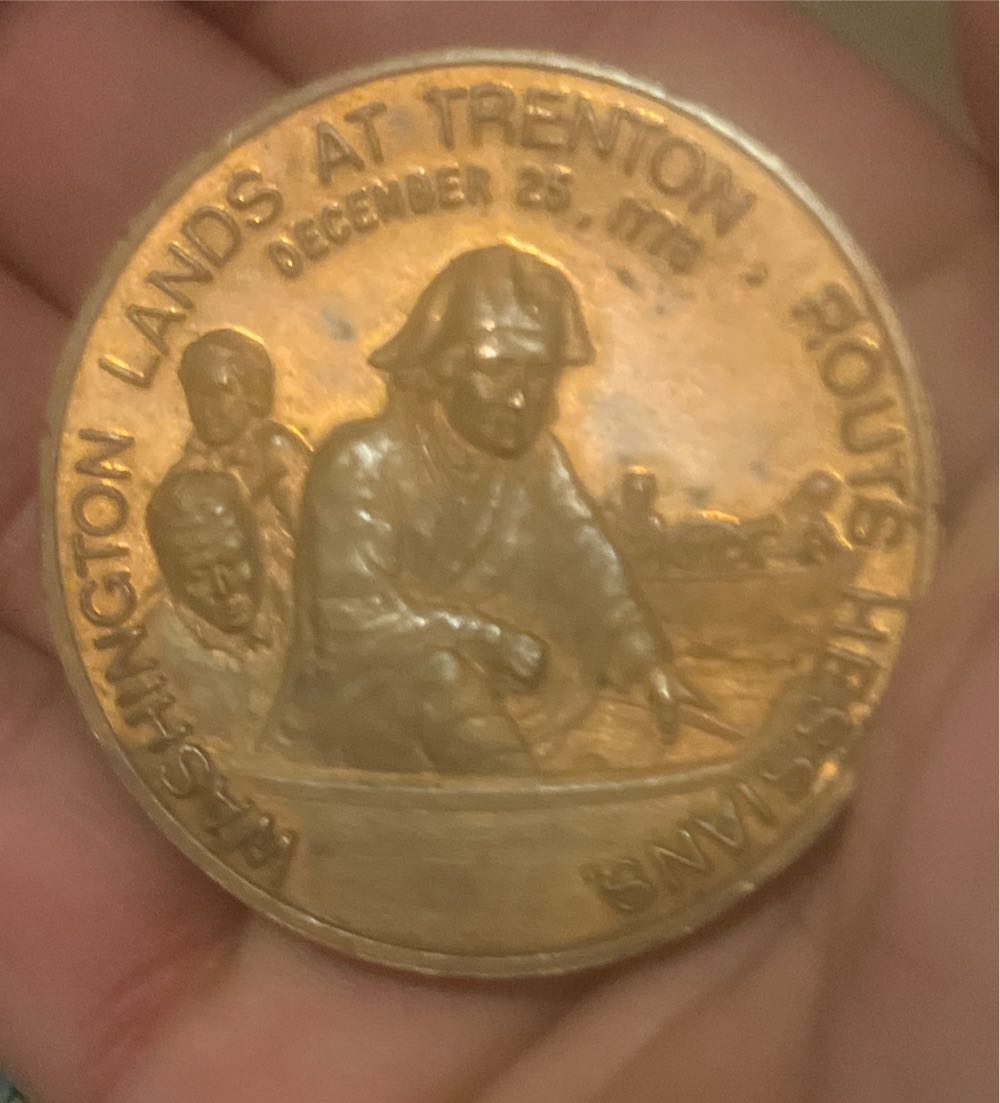 WASHINGTON LANDS AT TRENTON, ROUTS HESSIANS,
DECEMBER 25, 1776